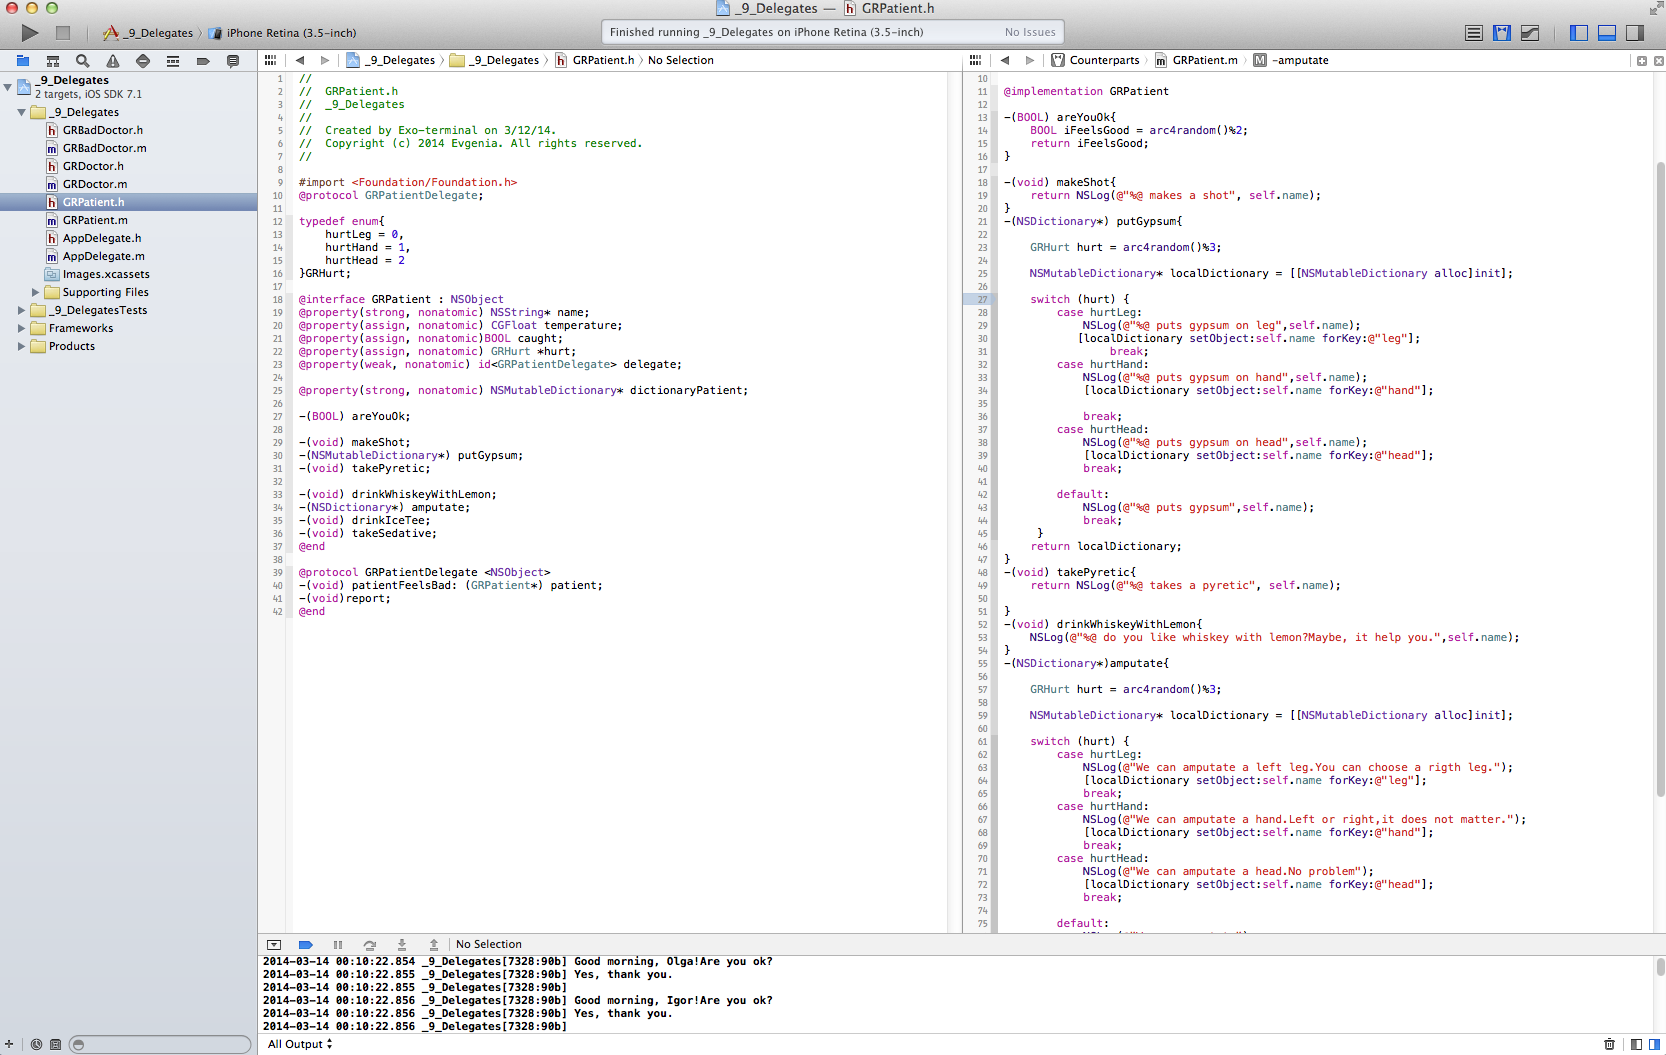 _9_Delegates — GRPatient.h
_9_Delegates iPhone Retina (3.5-inch)
Finished running _9_Delegates on iPhone Retina (3.5-inch) No Issues
_9_Delegates
2 targets, iOS SDK 7.1
_9_Delegates
GRBadDoctor.h
GRBadDoctor.m
GRDoctor.h
GRDoctor.m
GRPatient.h
GRPatient.m
AppDelegate.h
AppDelegate.m
Images.xcassets
Supporting Files
_9_DelegatesTests
Frameworks
Products
_9_Delegates _9_Delegates GRPatient.h No Selection
1 //
2 // GRPatient.h
3 // _9_Delegates
4 //
5 // Created by Exo-terminal on 3/12/14.
6 // Copyright (c) 2014 Evgenia. All rights reserved.
7 //
8
9 #import <Foundation/Foundation.h>
10 @protocol GRPatientDelegate;
11
12 typedef enum{
13 hurtLeg = 0,
14 hurtHand = 1,
15 hurtHead = 2
16 }GRHurt;
17
18 @interface GRPatient : NSObject
19 @property(strong, nonatomic) NSString* name;
20 @property(assign, nonatomic) CGFloat temperature;
21 @property(assign, nonatomic)BOOL caught;
22 @property(assign, nonatomic) GRHurt *hurt;
23 @property(weak, nonatomic) id<GRPatientDelegate> delegate;
24
25 @property(strong, nonatomic) NSMutableDictionary* dictionaryPatient;
26
27 -(BOOL) areYouOk;
28
29 -(void) makeShot;
30 -(NSMutableDictionary*) putGypsum;
31 -(void) takePyretic;
32
33 -(void) drinkWhiskeyWithLemon;
34 -(NSDictionary*) amputate;
35 -(void) drinkIceTee;
36 -(void) takeSedative;
37 @end
38
39 @protocol GRPatientDelegate <NSObject>
40 -(void) patientFeelsBad: (GRPatient*) patient;
41 -(void)report;
42 @end
Counterparts GRPatient.m M -amputate
10
11 @implementation GRPatient
12
13 -(BOOL) areYouOk{
14 BOOL iFeelsGood = arc4random()%2;
15 return iFeelsGood;
16 }
17
18 -(void) makeShot{
19 return NSLog(@"%@ makes a shot", self.name);
20 }
21 -(NSDictionary*) putGypsum{
22
23 GRHurt hurt = arc4random()%3;
24
25 NSMutableDictionary* localDictionary = [[NSMutableDictionary alloc]init];
26
27 switch (hurt) {
28 case hurtLeg:
29 NSLog(@"%@ puts gypsum on leg",self.name);
30 [localDictionary setObject:self.name forKey:@"leg"];
31 break;
32 case hurtHand:
33 NSLog(@"%@ puts gypsum on hand",self.name);
34 [localDictionary setObject:self.name forKey:@"hand"];
35
36 break;
37 case hurtHead:
38 NSLog(@"%@ puts gypsum on head",self.name);
39 [localDictionary setObject:self.name forKey:@"head"];
40 break;
41
42 default:
43 NSLog(@"%@ puts gypsum",self.name);
44 break;
45 }
46 return localDictionary;
47 }
48 -(void) takePyretic{
49 return NSLog(@"%@ takes a pyretic", self.name);
50
51 }
52 -(void) drinkWhiskeyWithLemon{
53 NSLog(@"%@ do you like whiskey with lemon?Maybe, it help you.",self.name);
54 }
55 -(NSDictionary*)amputate{
56
57 GRHurt hurt = arc4random()%3;
58
59 NSMutableDictionary* localDictionary = [[NSMutableDictionary alloc]init];
60
61 switch (hurt) {
62 case hurtLeg:
63 NSLog(@"We can amputate a left leg.You can choose a rigth leg.");
64 [localDictionary setObject:self.name forKey:@"leg"];
65 break;
66 case hurtHand:
67 NSLog(@"We can amputate a hand.Left or right,it does not matter.");
68 [localDictionary setObject:self.name forKey:@"hand"];
69 break;
70 case hurtHead:
71 NSLog(@"We can amputate a head.No problem");
72 [localDictionary setObject:self.name forKey:@"head"];
73 break;
74
75 default:
No Selection
2014-03-14 00:10:22.854 _9_Delegates[7328:90b] Good morning, Olga!Are you ok?
2014-03-14 00:10:22.855 _9_Delegates[7328:90b] Yes, thank you.
2014-03-14 00:10:22.855 _9_Delegates[7328:90b]
2014-03-14 00:10:22.856 _9_Delegates[7328:90b] Good morning, Igor!Are you ok?
2014-03-14 00:10:22.856 _9_Delegates[7328:90b] Yes, thank you.
2014-03-14 00:10:22.856 _9_Delegates[7328:90b]
All Output